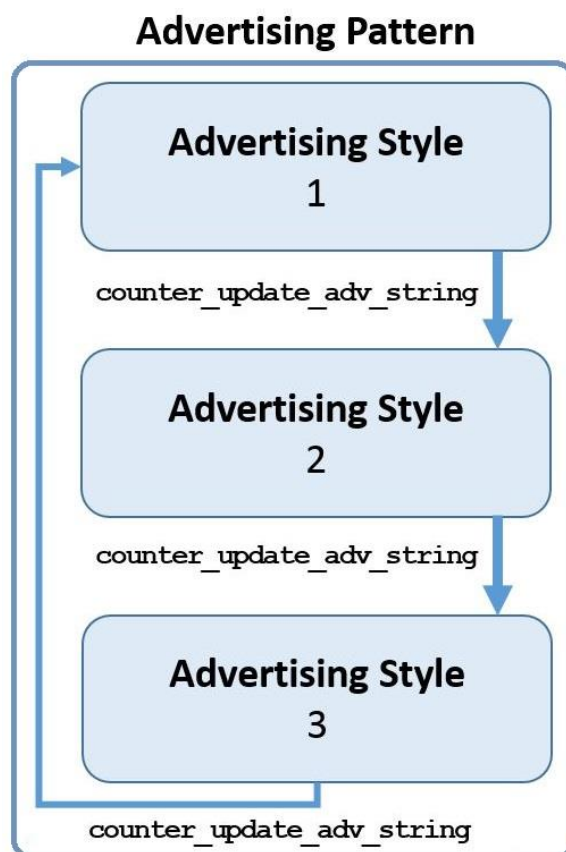 Advertising Pattern
Advertising Style
1
counter_update_adv_string
Advertising Style
2
counter_update_adv_string
Advertising Style
3
counter_update_adv_string